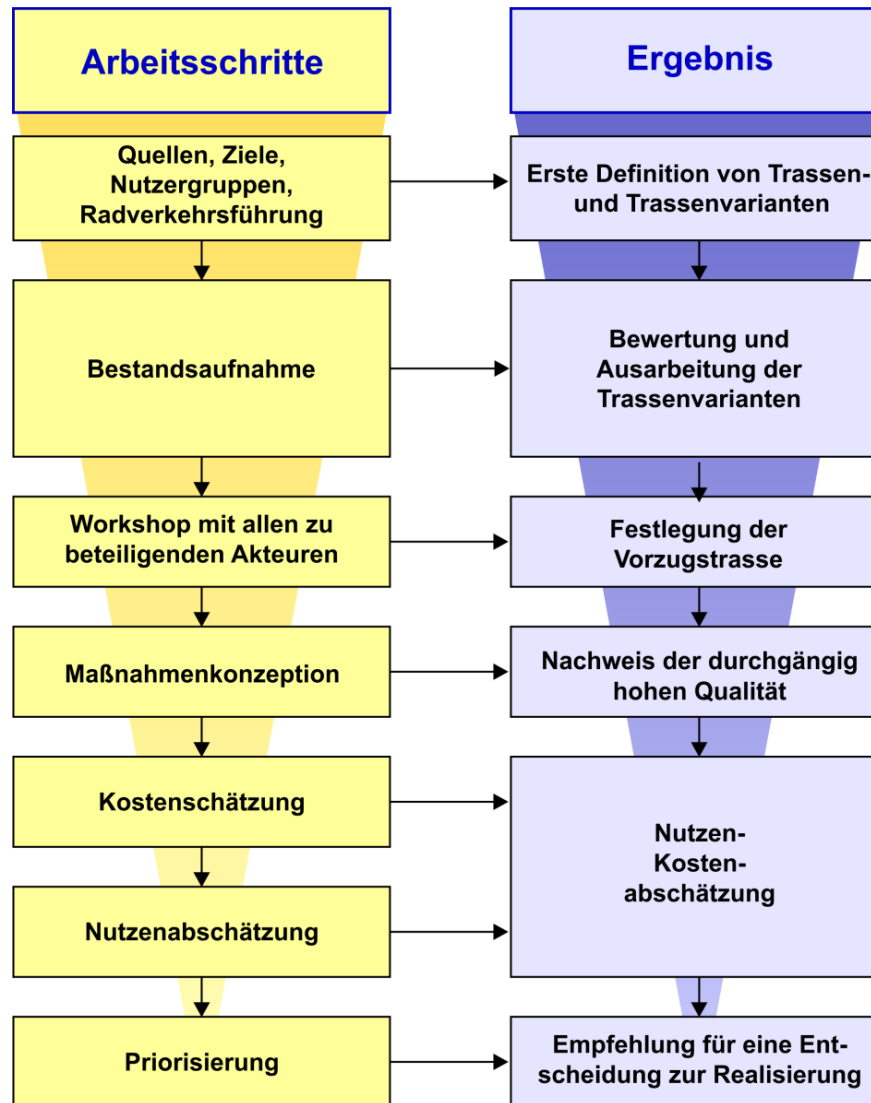 Arbeitsschritte
Ergebnis
Quellen, Ziele,
Nutzergruppen,
Radverkehrsführung
Erste Definition von Trassen-
und Trassenvarianten
Bestandsaufnahme
Bewertung und
Ausarbeitung der
Trassenvarianten
Workshop mit allen zu
beteiligenden Akteuren
Festlegung der
Vorzugstrasse
Maßnahmenkonzeption
Nachweis der durchgängig
hohen Qualität
Kostenschätzung
Nutzenabschätzung
Nutzen-
Kosten-
abschätzung
Priorisierung
Empfehlung für eine Ent-
scheidung zur Realisierung